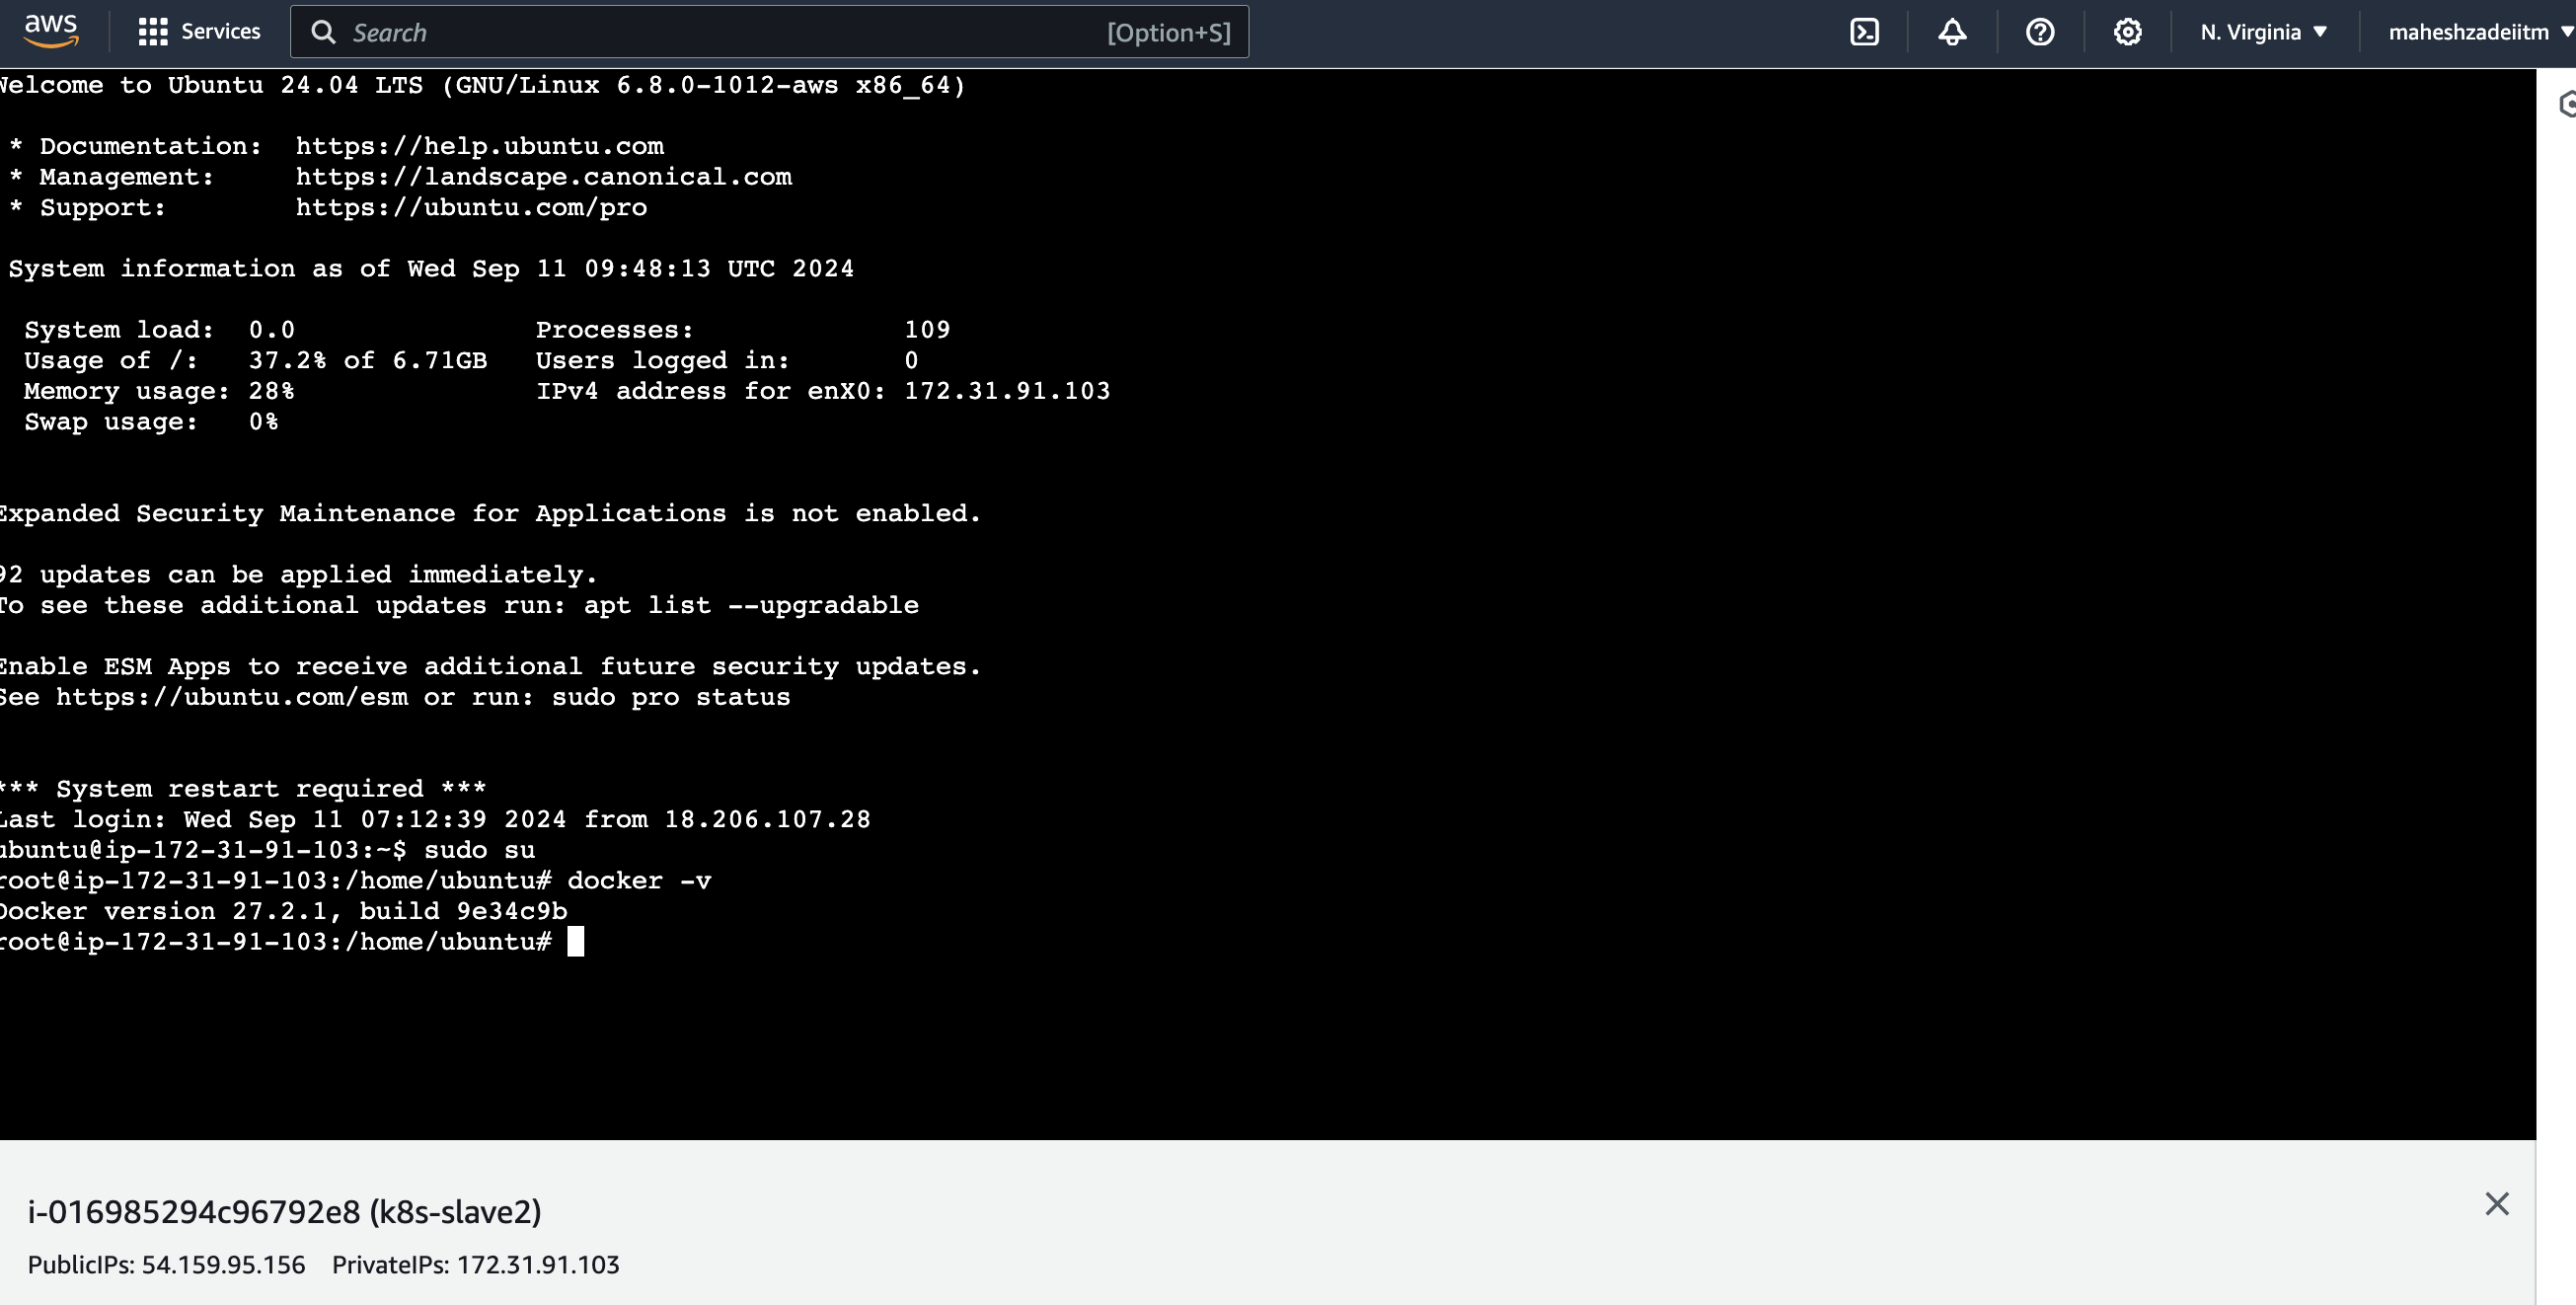 aws Services Search [Option+S] N. Virginia maheshzadeiitm
Welcome to Ubuntu 24.04 LTS (GNU/Linux 6.8.0-1012-aws x86_64)
* Documentation: https://help.ubuntu.com
* Management: https://landscape.canonical.com
* Support: https://ubuntu.com/pro
System information as of Wed Sep 11 09:48:13 UTC 2024
System load: 0.0 Processes: 109
Usage of /: 37.2% of 6.71GB Users logged in: 0
Memory usage: 28% IPv4 address for enX0: 172.31.91.103
Swap usage: 0%
Expanded Security Maintenance for Applications is not enabled.
92 updates can be applied immediately.
To see these additional updates run: apt list --upgradable
Enable ESM Apps to receive additional future security updates.
See https://ubuntu.com/esm or run: sudo pro status
*** System restart required ***
Last login: Wed Sep 11 07:12:39 2024 from 18.206.107.28
ubuntu@ip-172-31-91-103:~$ sudo su
root@ip-172-31-91-103:/home/ubuntu# docker -v
Docker version 27.2.1, build 9e34c9b
root@ip-172-31-91-103:/home/ubuntu#
i-016985294c96792e8 (k8s-slave2)
PublicIPs: 54.159.95.156 PrivateIPs: 172.31.91.103